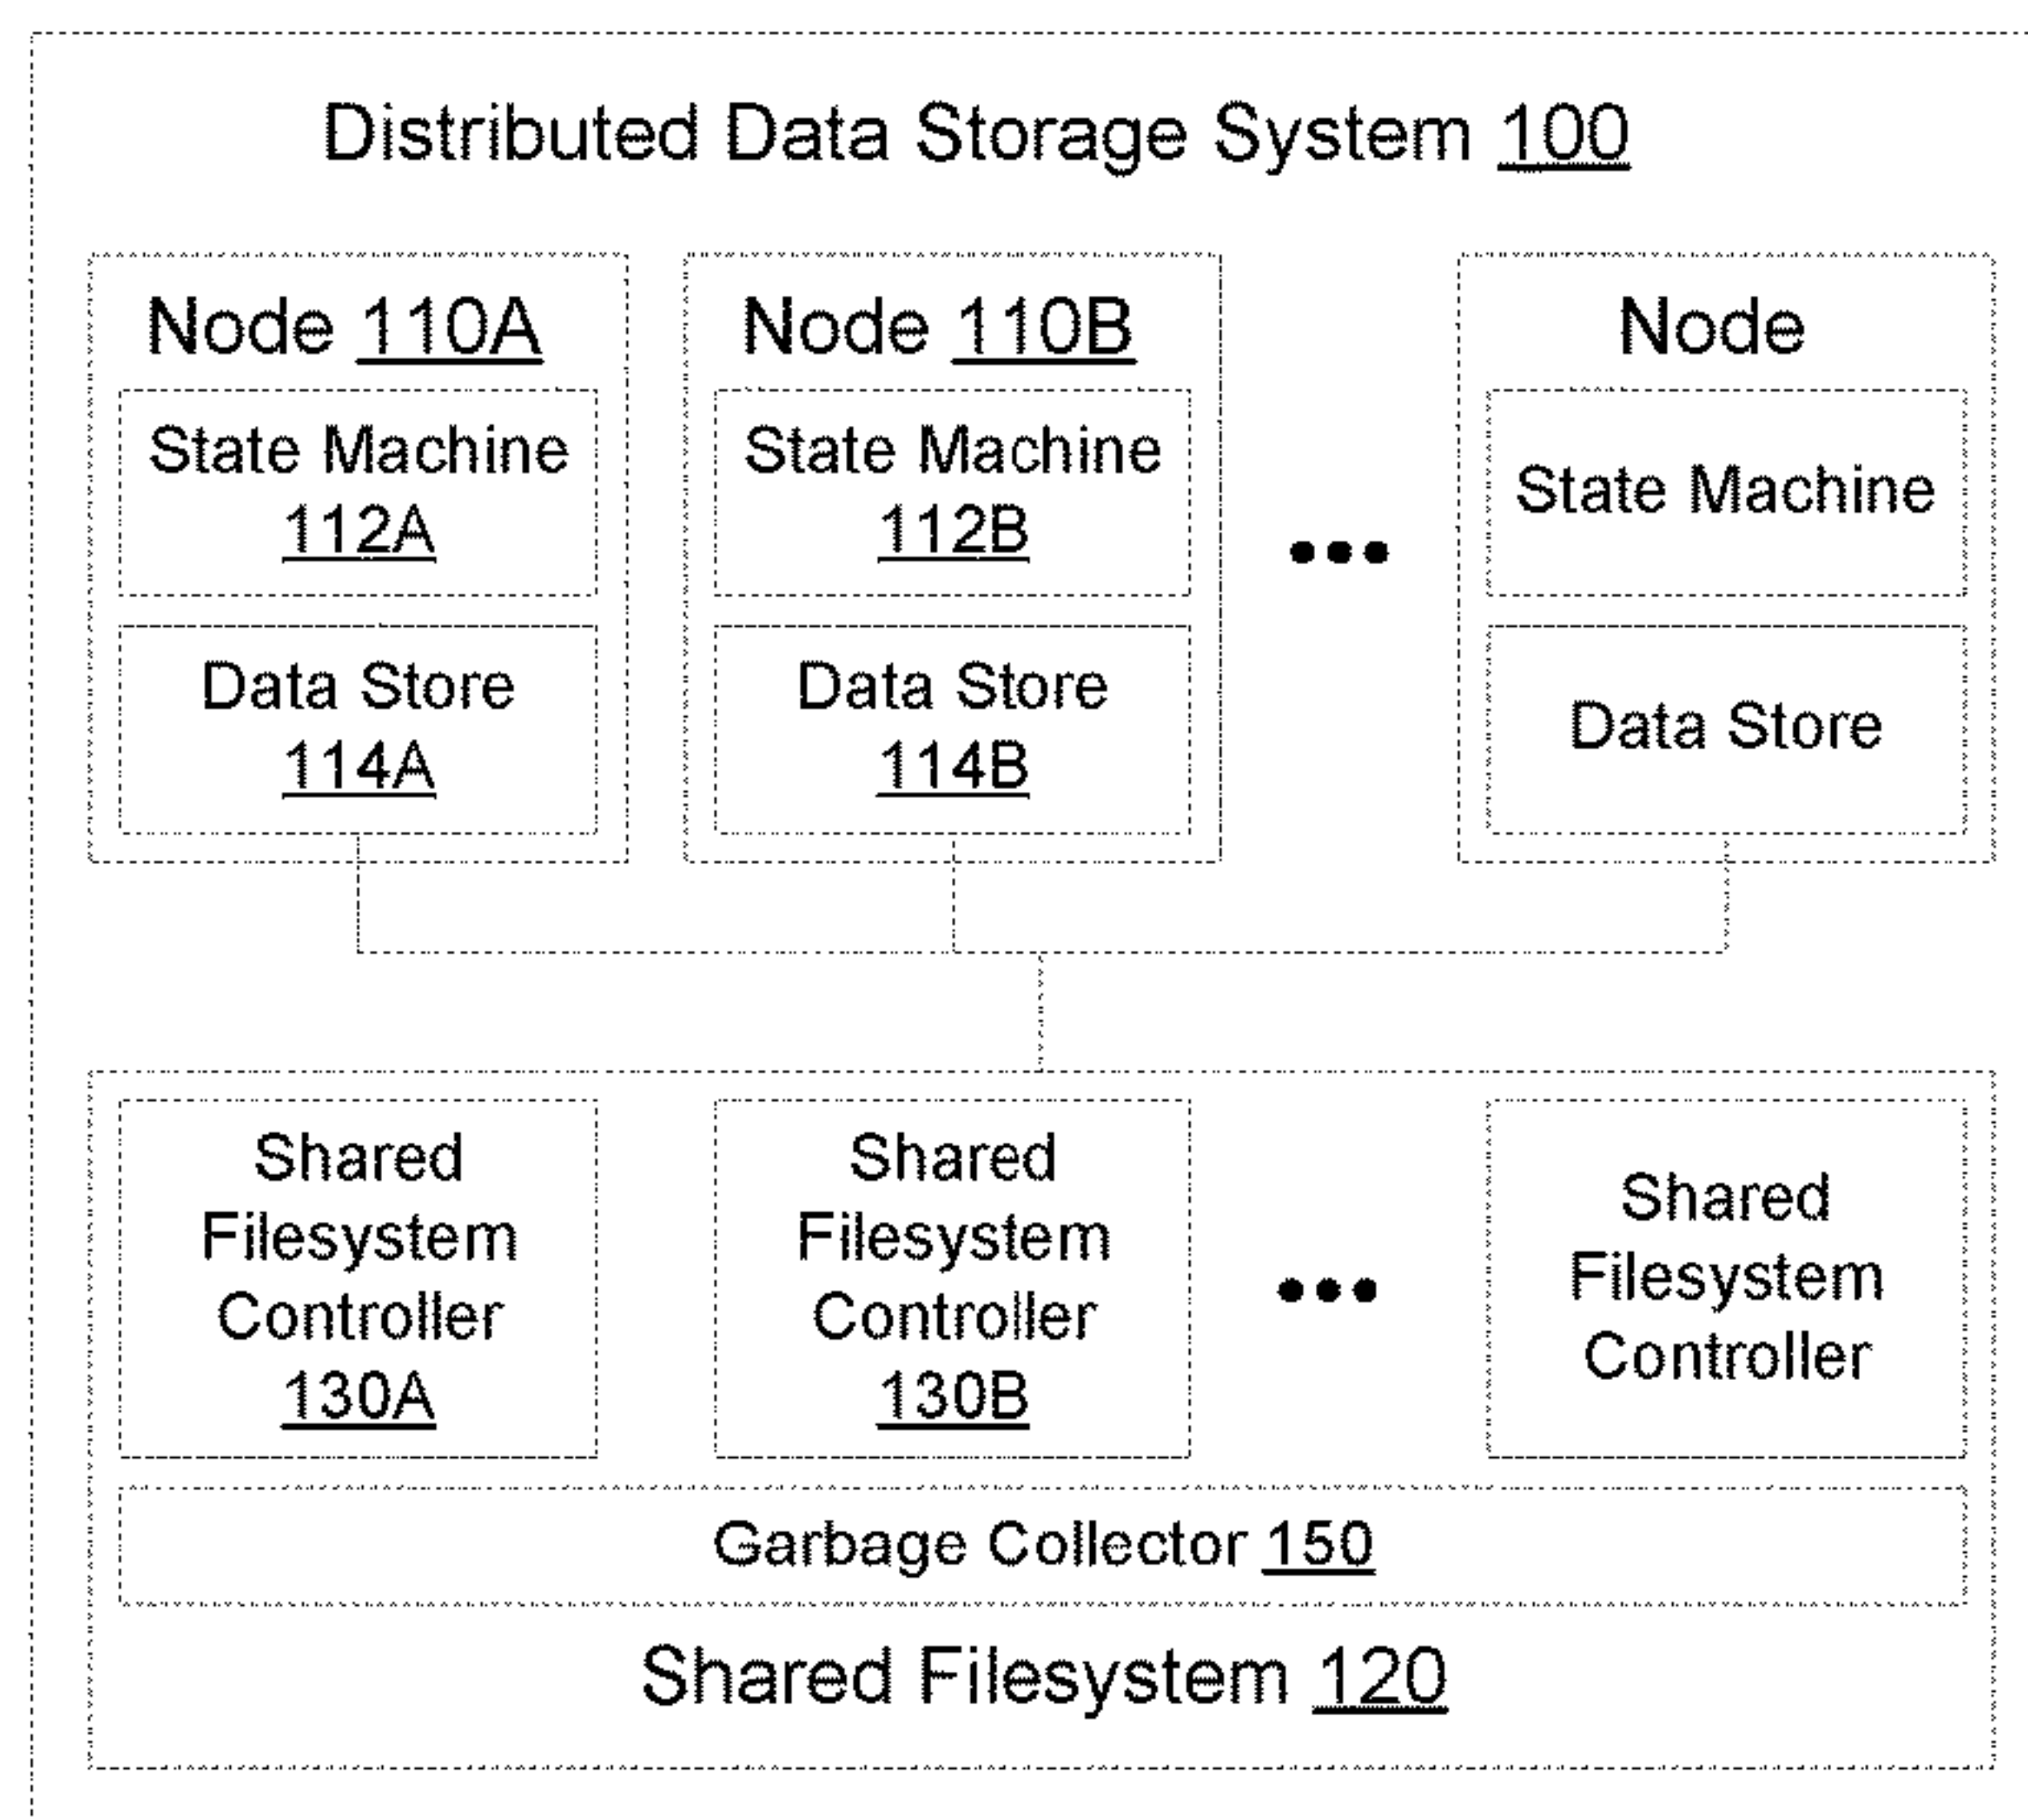 Distributed Data Storage System 100
Node 110A
State Machine
112A
Data Store
114A
Node 110B
State Machine
112B
Data Store
114B
•••
Node
State Machine
Data Store
Shared
Filesystem
Controller
130A
Shared
Filesystem
Controller
130B
•••
Shared
Filesystem
Controller
Garbage Collector 150
Shared Filesystem 120